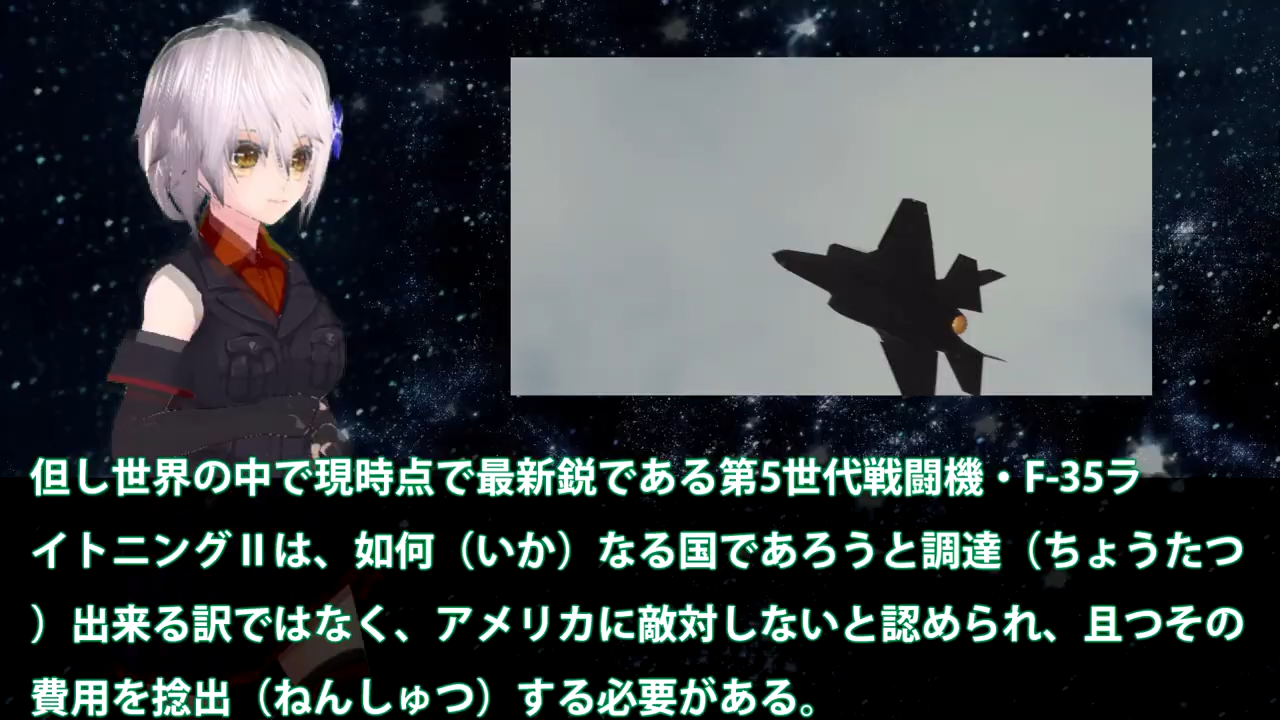 但し世界の中で現時点で最新鋭である第5世代戦闘機・F-35ラ
イトニングⅡは、如何（いか）なる国であろうと調達（ちょうたつ
）出来る訳ではなく、アメリカに敵対しないと認められ、且つその
費用を捻出（ねんしゅつ）する必要がある。